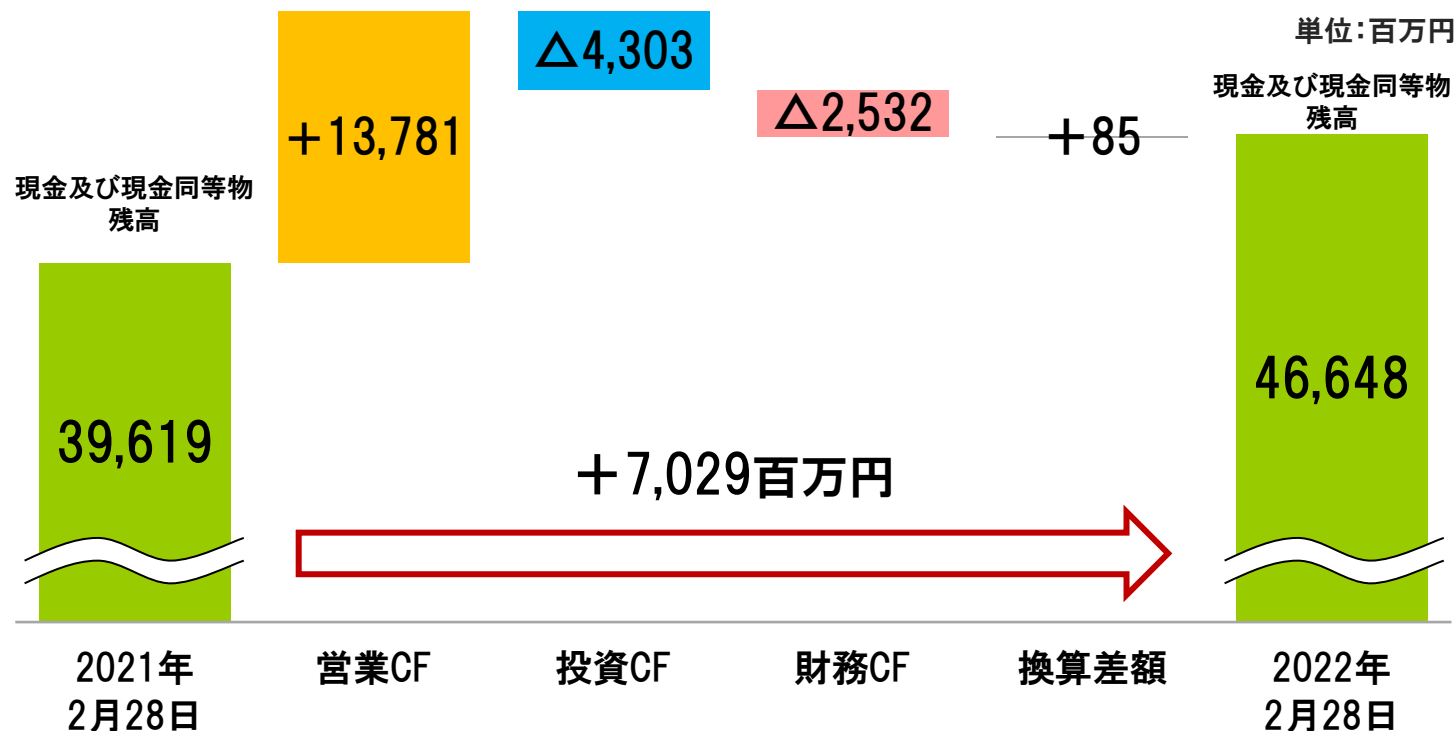 単位：百万円
現金及び現金同等物
残高
39,619
＋13,781
△4,303
△2,532
＋85
現金及び現金同等物
残高
46,648
＋7,029百万円
2021年
2月28日
営業CF
投資CF
財務CF
換算差額
2022年
2月28日